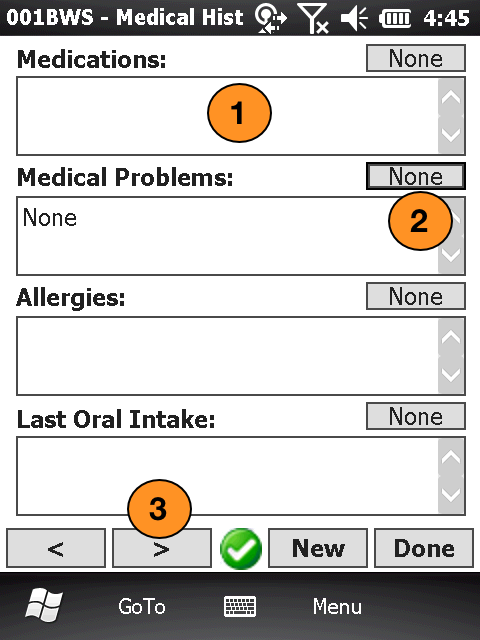 001BWS - Medical Hist 4:45
Medications: None
1
Medical Problems: None
None
2
Allergies: None
Last Oral Intake: None
3
< > New Done
GoTo Menu